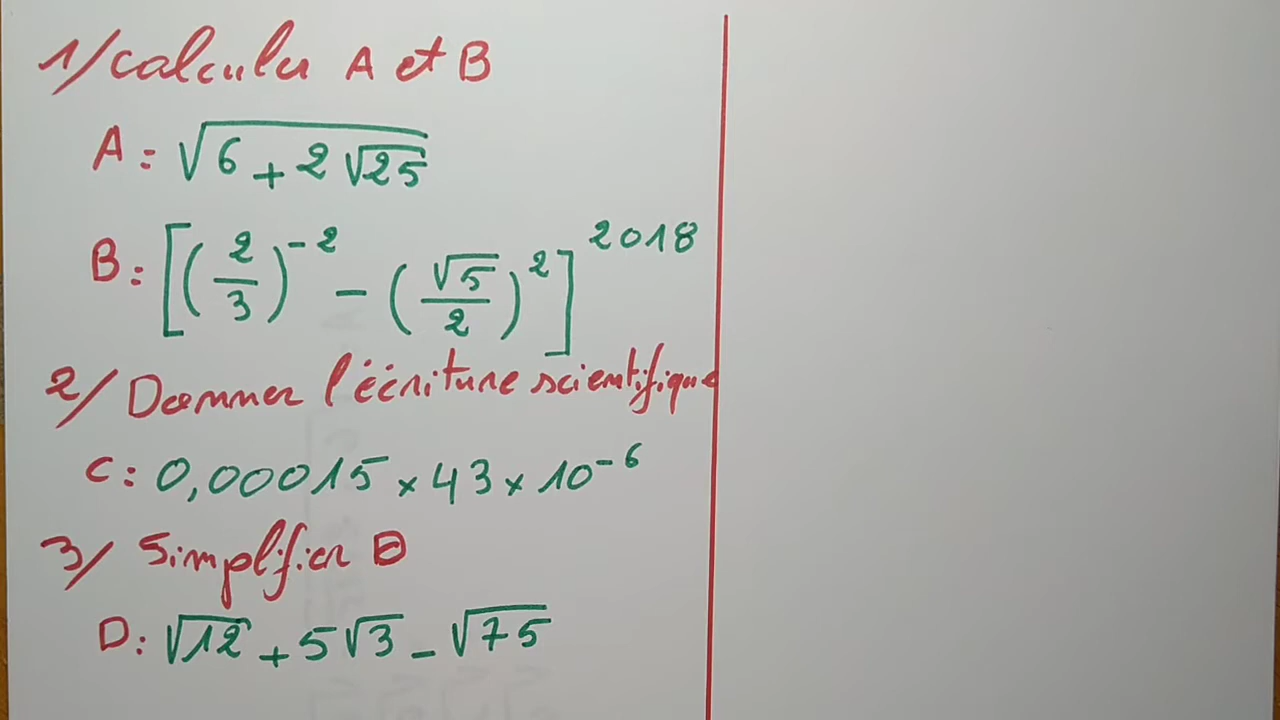 1/ calculer A et B
A = √(6 + 2√25)
B = [(2/3)⁻² - (√5/2)²]²⁰¹⁸
2/ Donner l'écriture scientifique
C = 0,00015 × 43 × 10⁻⁶
3/ Simplifier D
D = √12 + 5√3 - √75